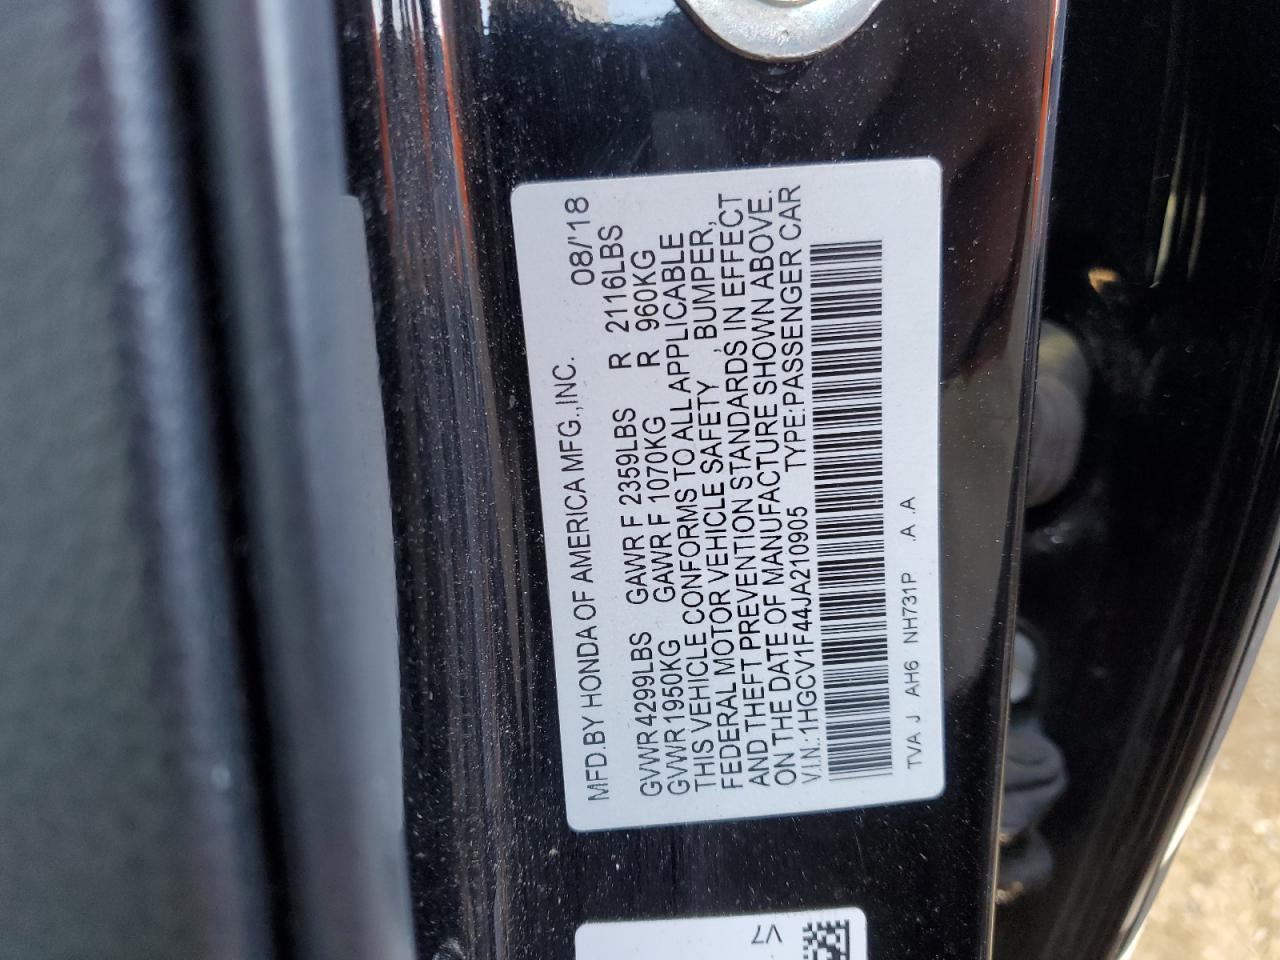 MFD.BY HONDA OF AMERICA MFG.,INC. 08/'18
GVWR4299LBS GAWR F 2359LBS R 2116LBS
GVWR1950KG GAWR F 1070KG R 960KG
THIS VEHICLE CONFORMS TO ALL APPLICABLE
FEDERAL MOTOR VEHICLE SAFETY , BUMPER,
AND THEFT PREVENTION STANDARDS IN EFFECT
ON THE DATE OF MANUFACTURE SHOWN ABOVE.
V.I.N.:1HGCV1F44JA210905 TYPE:PASSENGER CAR
TVA J AH6 NH731P .A .A
V7